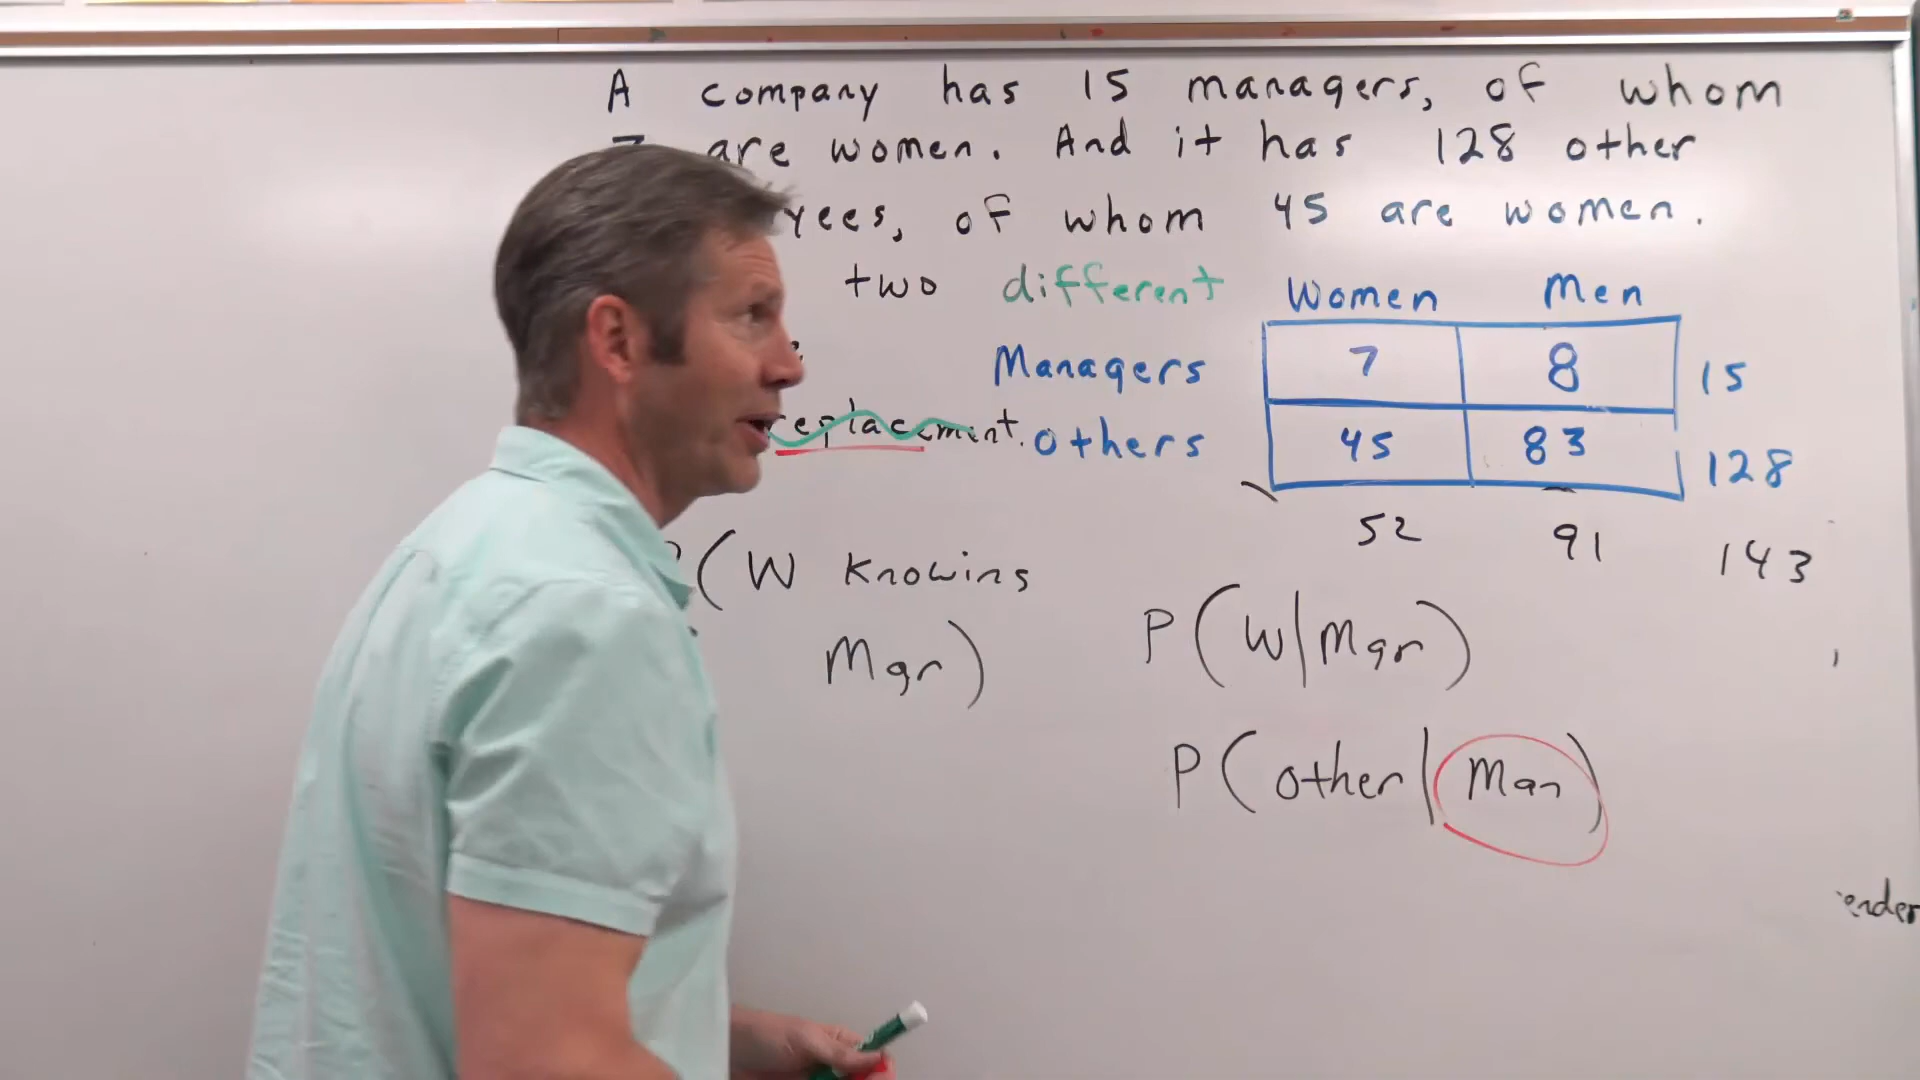 A company has 15 managers, of whom
are women. And it has 128 other
yees, of whom 45 are women.
two different
Women Men
Managers 7 8 15
replacement.
Others 45 83 128
52 91 143
(W knowing
Mgr)
P(W|Mgr)
P(other|Man)
ender